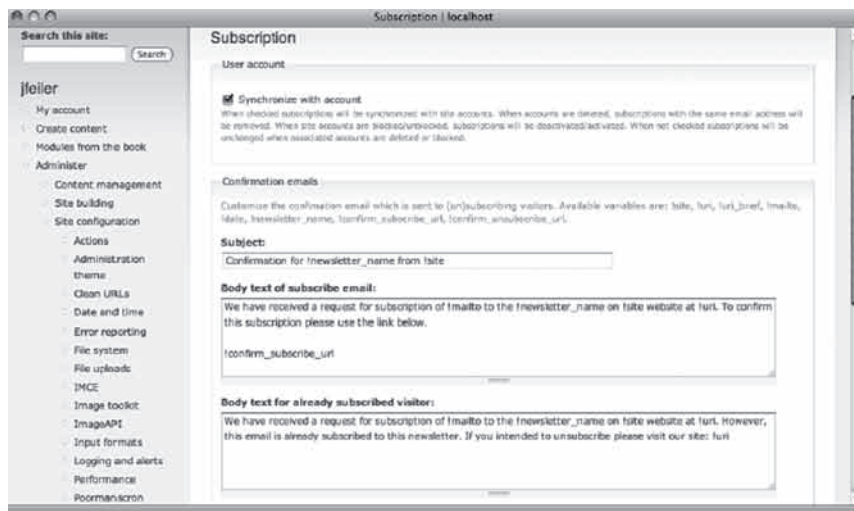 Subscription | localhost
Search this site:
Search
jfeiler
My account
Create content
Modules from the book
Administer
Content management
Site building
Site configuration
Actions
Administration
theme
Clean URLs
Date and time
Error reporting
File system
File uploads
IMCE
Image toolkit
ImageAPI
Input formats
Logging and alerts
Performance
Poormanscron
Subscription
User account
Synchronize with account
When checked subscriptions will be synchronized with site accounts. When accounts are deleted, subscriptions with the same email address will
be removed. When site accounts are blocked/unblocked, subscriptions will be deactivated/activated. When not checked subscriptions will be
unchanged when associated accounts are deleted or blocked.
Confirmation emails
Customize the confimation email which is sent to (un)subscribing visitors. Available variables are: !site, !uri, !uri_brief, !mailto,
!date, !newsletter_name, !confirm_subscribe_url, !confirm_unsubscribe_url.
Subject:
Confirmation for !newsletter_name from !site
Body text of subscribe email:
We have received a request for subscription of !mailto to the !newsletter_name on !site website at !uri. To confirm
this subscription please use the link below.
!confirm_subscribe_url
Body text for already subscribed visitor:
We have received a request for subscription of !mailto to the !newsletter_name on !site website at !uri. However,
this email is already subscribed to this newsletter. If you intended to unsubscribe please visit our site: !uri